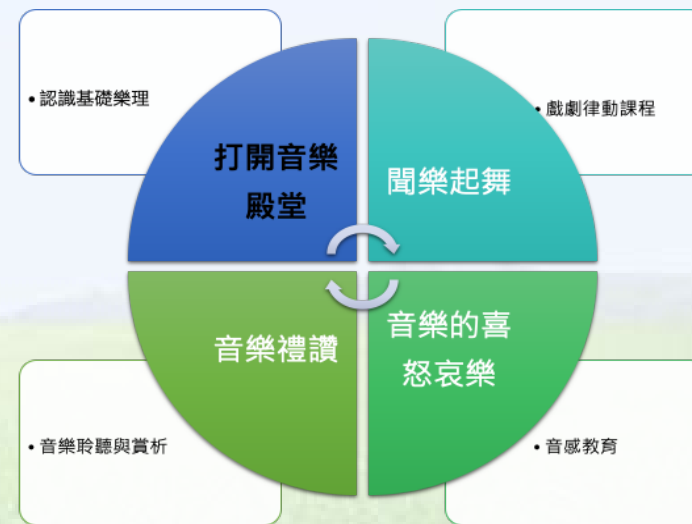 • 認識基礎樂理
打開音樂
殿堂
聞樂起舞
• 戲劇律動課程
音樂禮讚
• 音樂聆聽與賞析
音樂的喜
怒哀樂
• 音感教育